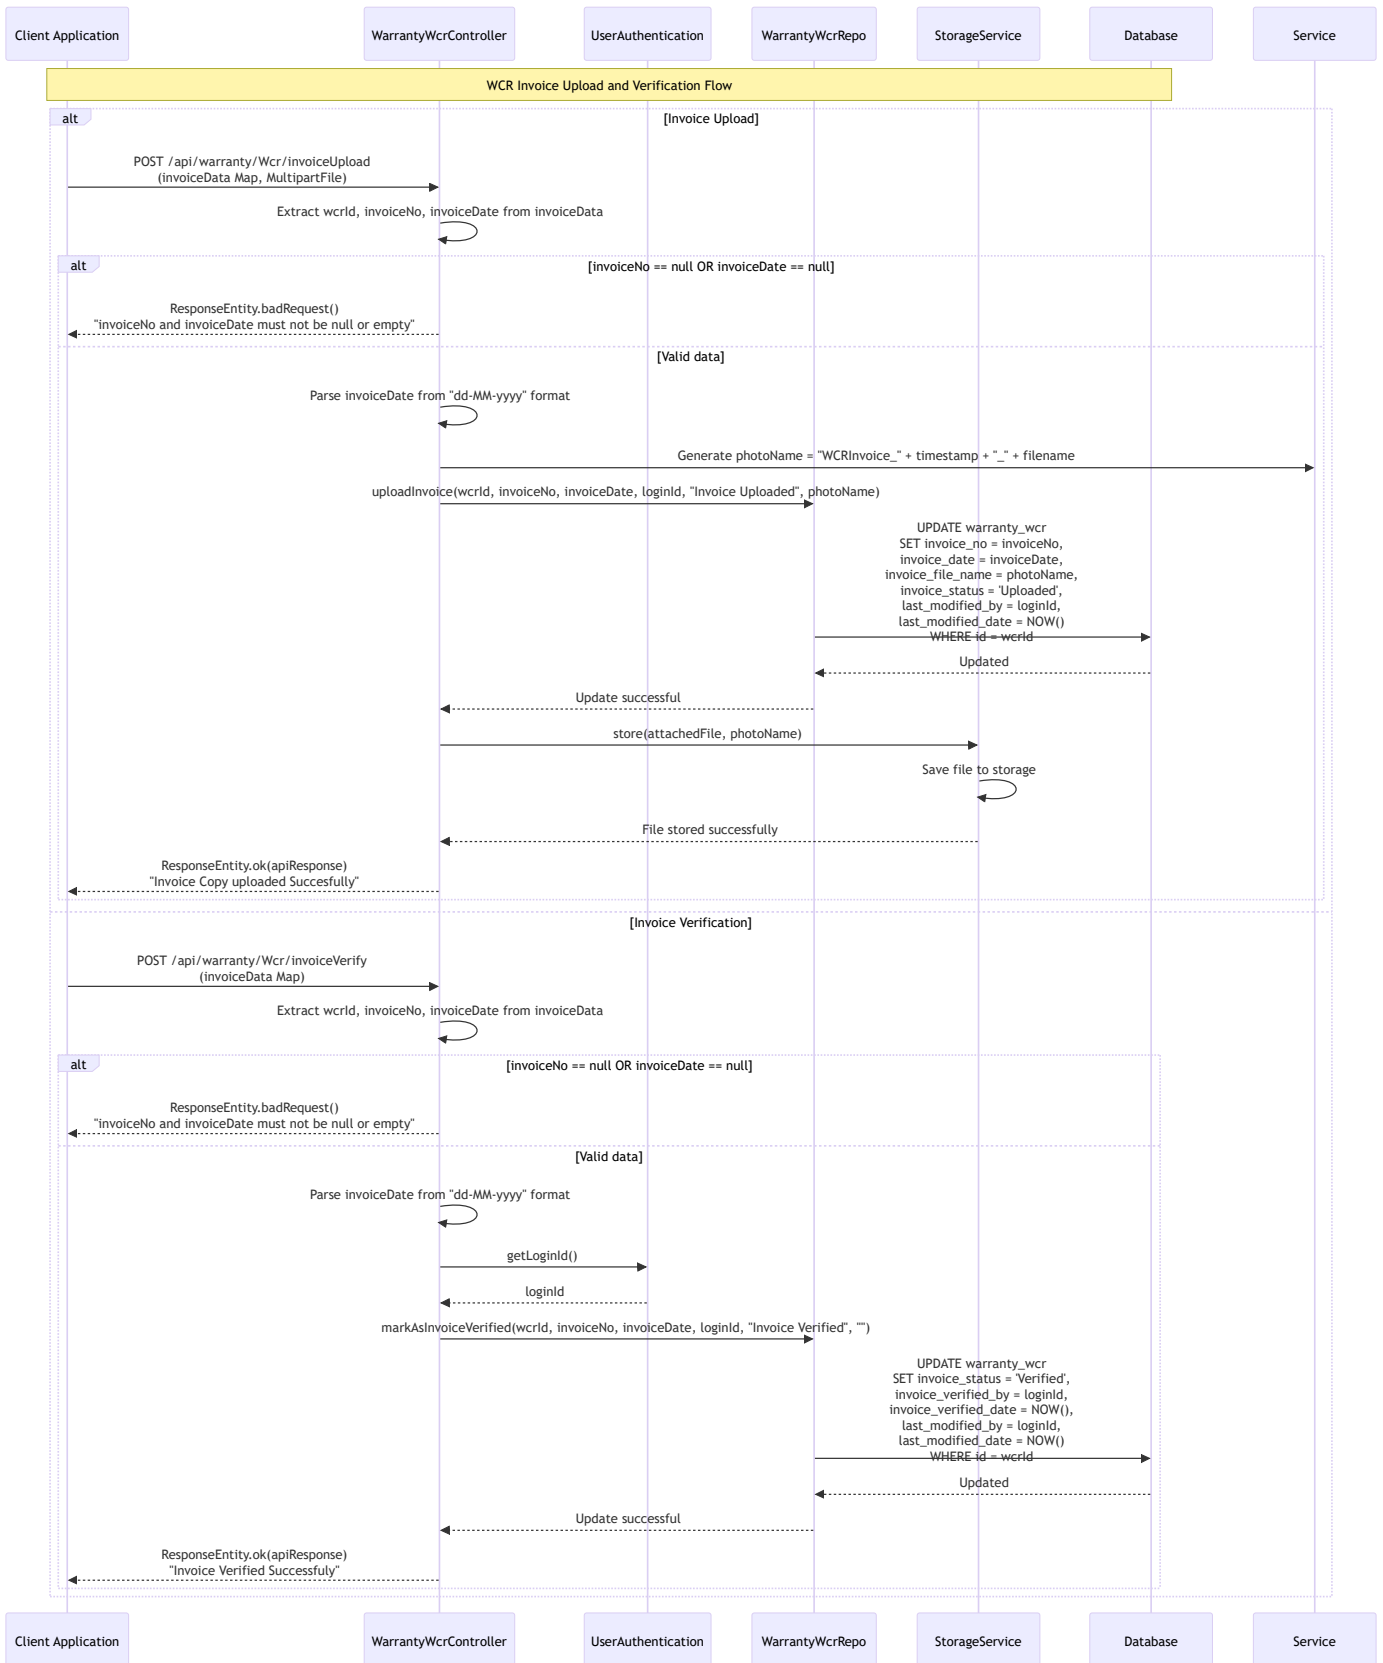 Client Application
WarrantyWcrController
UserAuthentication
WarrantyWcrRepo
StorageService
Database
Service
WCR Invoice Upload and Verification Flow
alt
[Invoice Upload]
POST /api/warranty/Wcr/invoiceUpload
(invoiceData Map, MultipartFile)
Extract wcrId, invoiceNo, invoiceDate from invoiceData
alt
[invoiceNo == null OR invoiceDate == null]
ResponseEntity.badRequest()
"invoiceNo and invoiceDate must not be null or empty"
[Valid data]
Parse invoiceDate from "dd-MM-yyyy" format
Generate photoName = "WCRInvoice_" + timestamp + "_" + filename
uploadInvoice(wcrId, invoiceNo, invoiceDate, loginId, "Invoice Uploaded", photoName)
UPDATE warranty_wcr
SET invoice_no = invoiceNo,
invoice_date = invoiceDate,
invoice_file_name = photoName,
invoice_status = 'Uploaded',
last_modified_by = loginId,
last_modified_date = NOW()
WHERE id = wcrId
Updated
Update successful
store(attachedFile, photoName)
Save file to storage
File stored successfully
ResponseEntity.ok(apiResponse)
"Invoice Copy uploaded Succesfully"
[Invoice Verification]
POST /api/warranty/Wcr/invoiceVerify
(invoiceData Map)
Extract wcrId, invoiceNo, invoiceDate from invoiceData
alt
[invoiceNo == null OR invoiceDate == null]
ResponseEntity.badRequest()
"invoiceNo and invoiceDate must not be null or empty"
[Valid data]
Parse invoiceDate from "dd-MM-yyyy" format
getLoginId()
loginId
markAsInvoiceVerified(wcrId, invoiceNo, invoiceDate, loginId, "Invoice Verified", "")
UPDATE warranty_wcr
SET invoice_status = 'Verified',
invoice_verified_by = loginId,
invoice_verified_date = NOW(),
last_modified_by = loginId,
last_modified_date = NOW()
WHERE id = wcrId
Updated
Update successful
ResponseEntity.ok(apiResponse)
"Invoice Verified Successfuly"
Client Application
WarrantyWcrController
UserAuthentication
WarrantyWcrRepo
StorageService
Database
Service